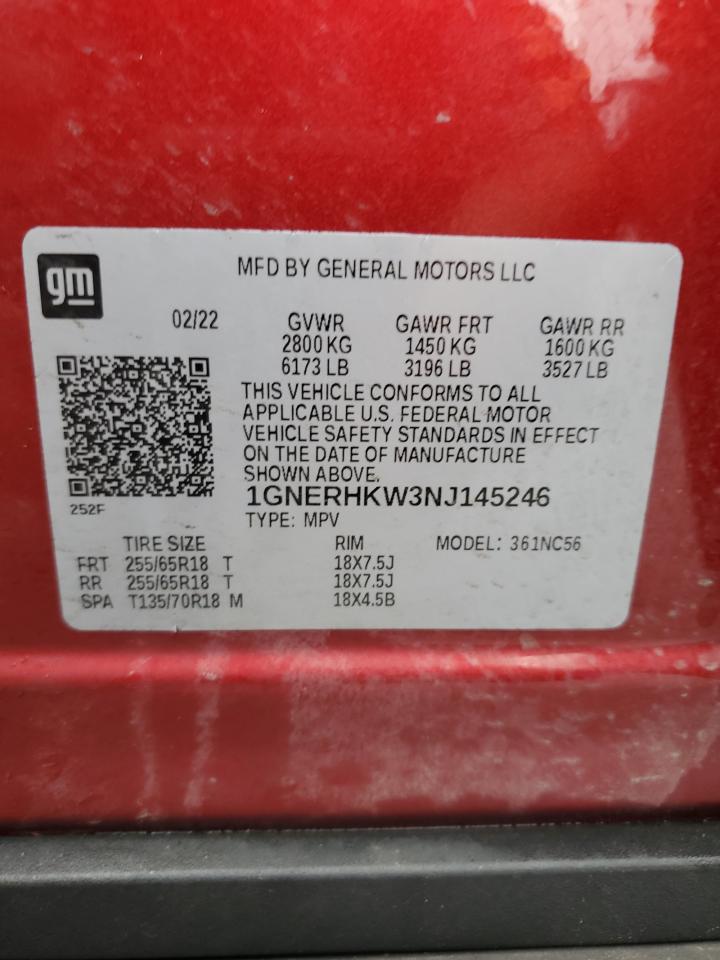 gm
MFD BY GENERAL MOTORS LLC
02/22 GVWR GAWR FRT GAWR RR
2800 KG 1450 KG 1600 KG
6173 LB 3196 LB 3527 LB
THIS VEHICLE CONFORMS TO ALL
APPLICABLE U.S. FEDERAL MOTOR
VEHICLE SAFETY STANDARDS IN EFFECT
ON THE DATE OF MANUFACTURE
SHOWN ABOVE.
252F
1GNERHKW3NJ145246
TYPE: MPV
TIRE SIZE RIM MODEL: 361NC56
FRT 255/65R18 T 18X7.5J
RR 255/65R18 T 18X7.5J
SPA T135/70R18 M 18X4.5B